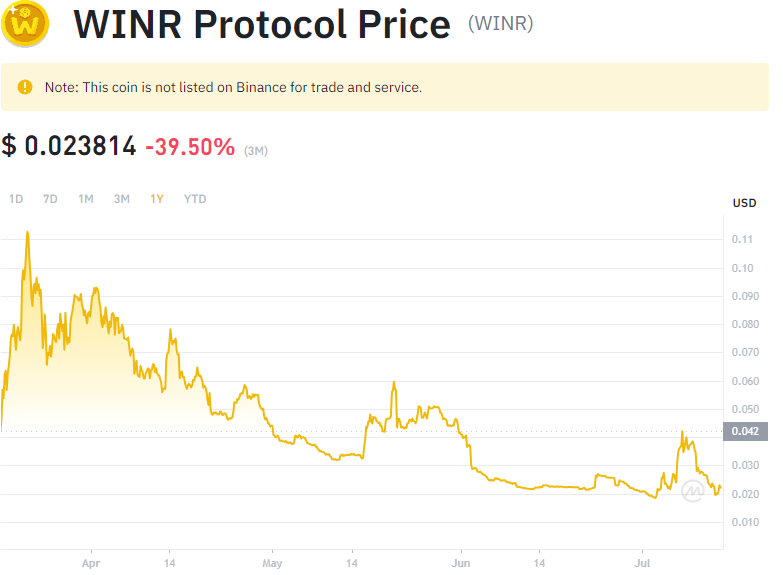 WINR Protocol Price (WINR)
Note: This coin is not listed on Binance for trade and service.
$ 0.023814 -39.50% (3M)
1D 7D 1M 3M 1Y YTD
USD
0.11
0.10
0.090
0.080
0.070
0.060
0.050
0.042
0.030
0.020
0.010
Apr 14 May 14 Jun 14 Jul